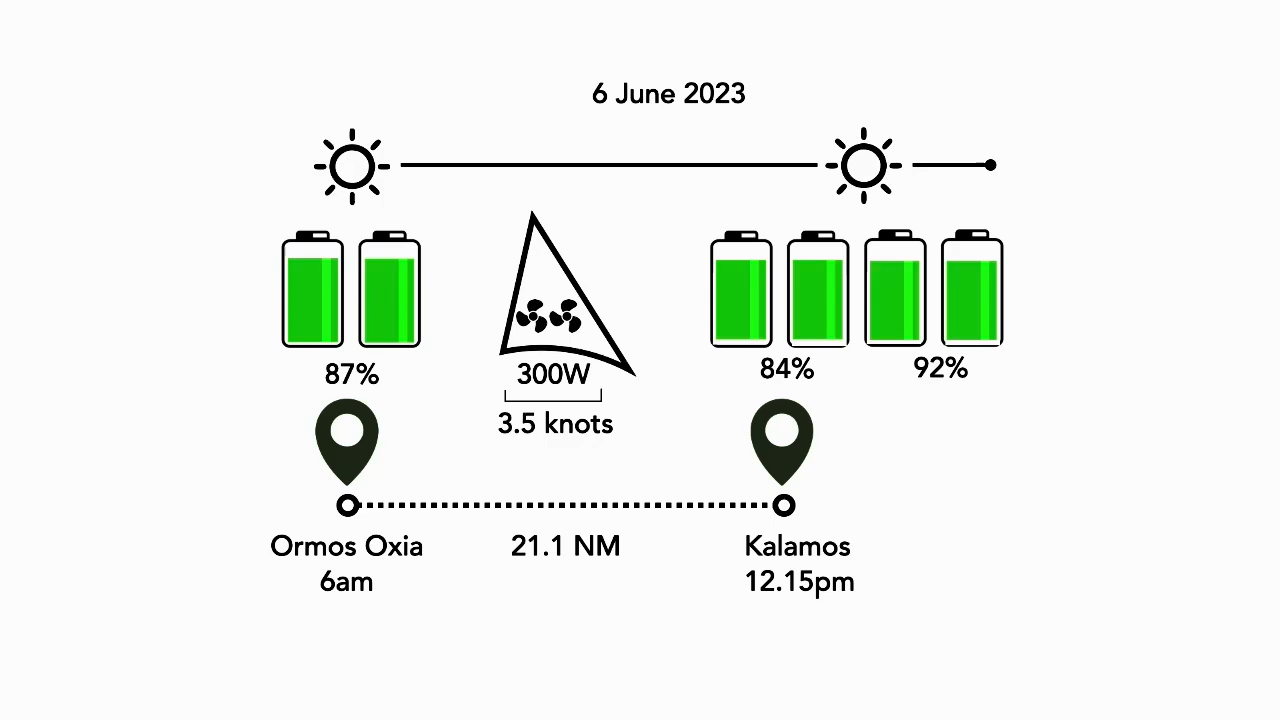 6 June 2023
87%
300W
3.5 knots
84%
92%
Ormos Oxia
6am
21.1 NM
Kalamos
12.15pm